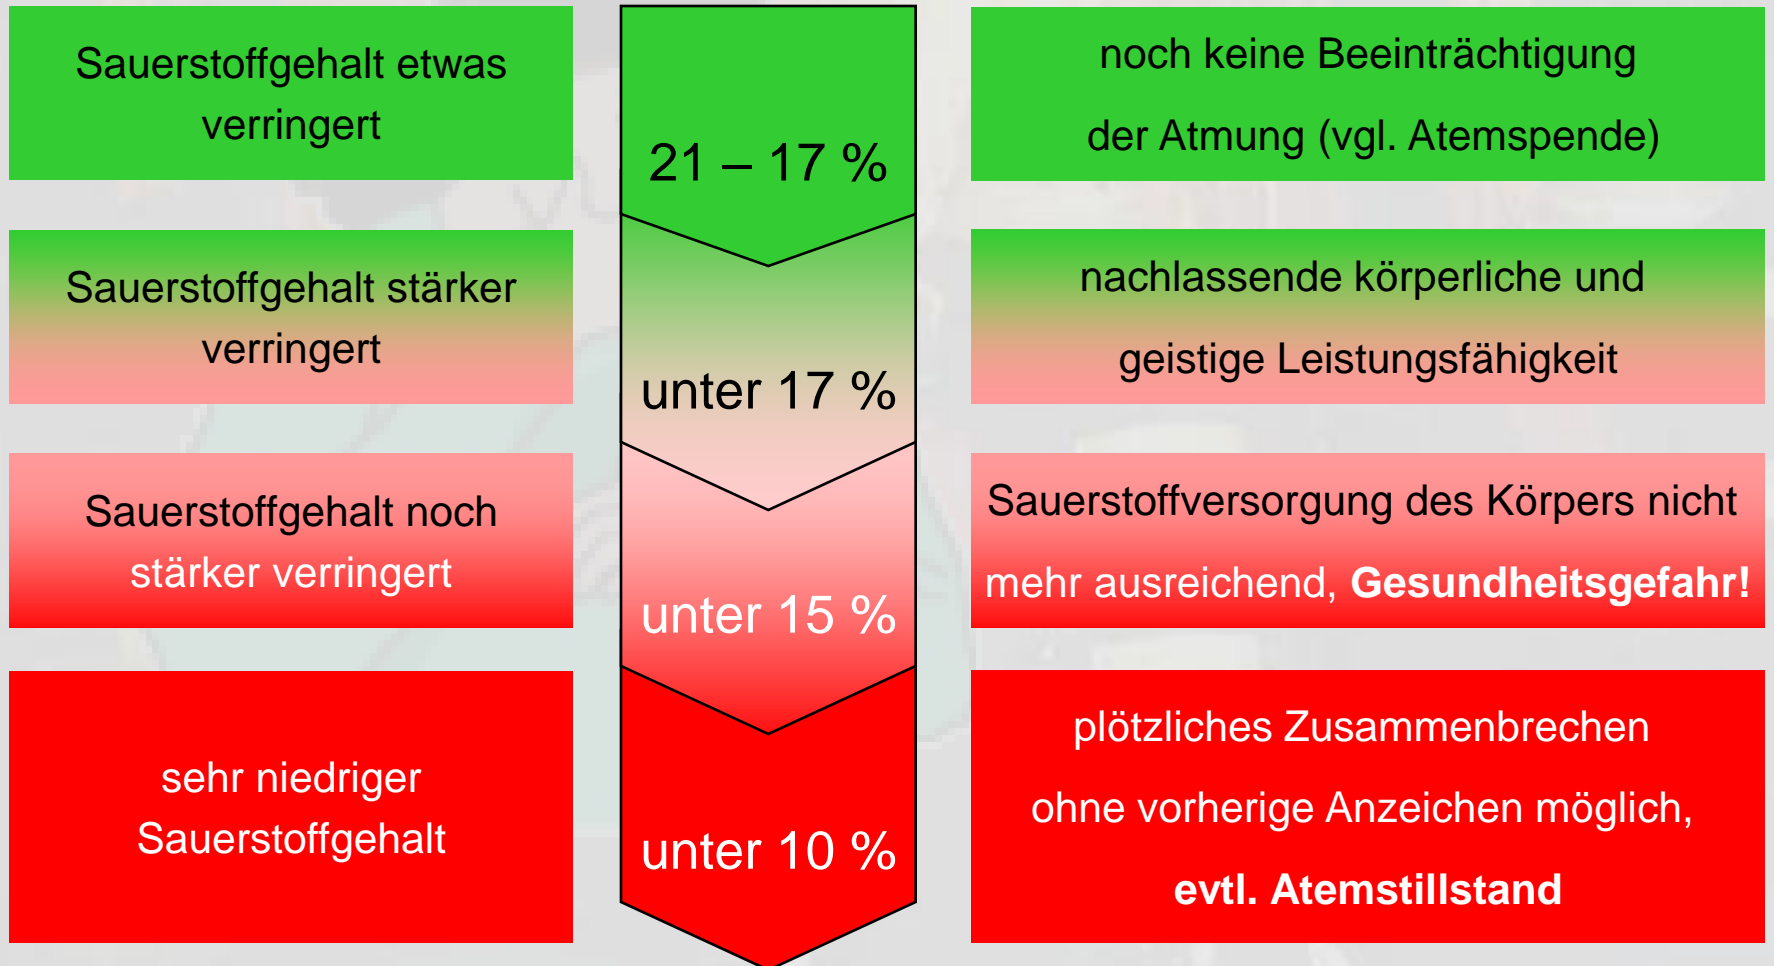 Sauerstoffgehalt etwas
verringert
21 – 17 %
noch keine Beeinträchtigung
der Atmung (vgl. Atemspende)
Sauerstoffgehalt stärker
verringert
unter 17 %
nachlassende körperliche und
geistige Leistungsfähigkeit
Sauerstoffgehalt noch
stärker verringert
unter 15 %
Sauerstoffversorgung des Körpers nicht
mehr ausreichend, Gesundheitsgefahr!
sehr niedriger
Sauerstoffgehalt
unter 10 %
plötzliches Zusammenbrechen
ohne vorherige Anzeichen möglich,
evtl. Atemstillstand